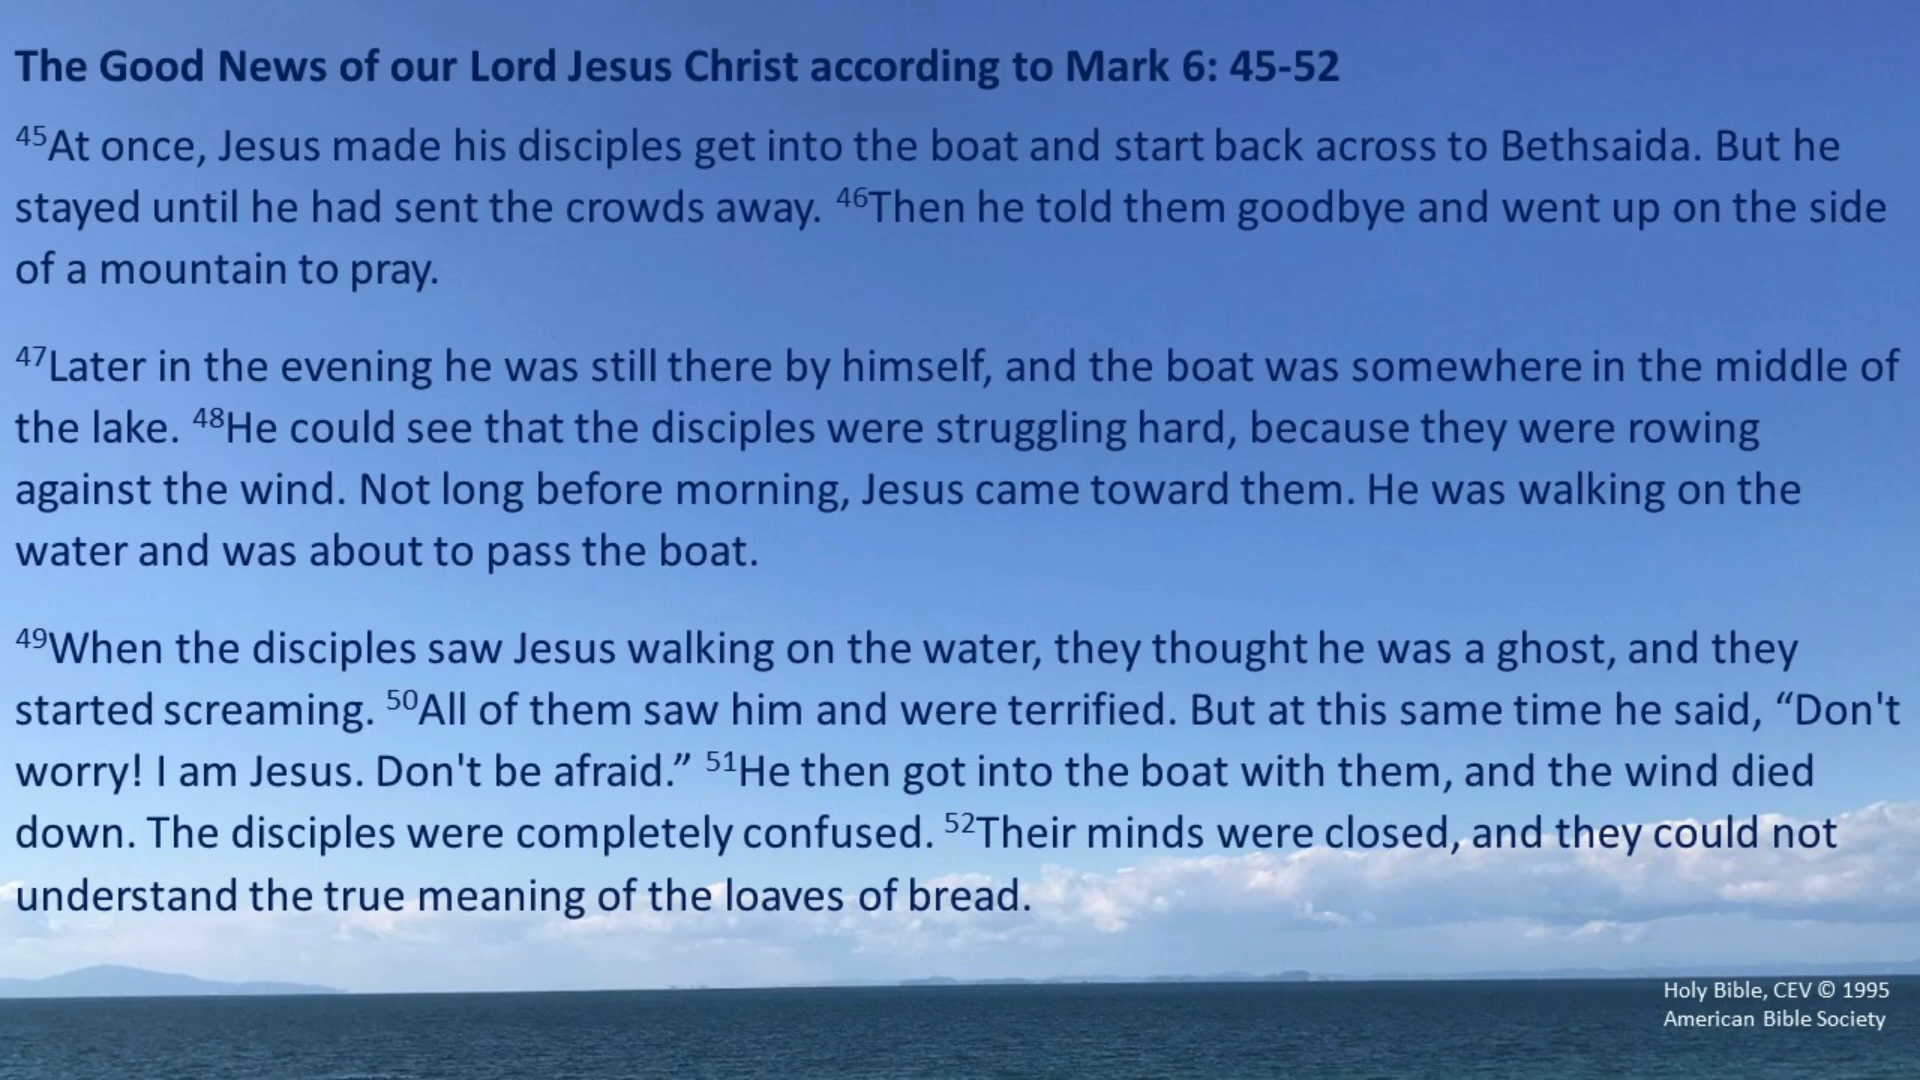 The Good News of our Lord Jesus Christ according to Mark 6: 45-52
45At once, Jesus made his disciples get into the boat and start back across to Bethsaida. But he
stayed until he had sent the crowds away. 46Then he told them goodbye and went up on the side
of a mountain to pray.
47Later in the evening he was still there by himself, and the boat was somewhere in the middle of
the lake. 48He could see that the disciples were struggling hard, because they were rowing
against the wind. Not long before morning, Jesus came toward them. He was walking on the
water and was about to pass the boat.
49When the disciples saw Jesus walking on the water, they thought he was a ghost, and they
started screaming. 50All of them saw him and were terrified. But at this same time he said, “Don't
worry! I am Jesus. Don't be afraid.” 51He then got into the boat with them, and the wind died
down. The disciples were completely confused. 52Their minds were closed, and they could not
understand the true meaning of the loaves of bread.
Holy Bible, CEV © 1995
American Bible Society